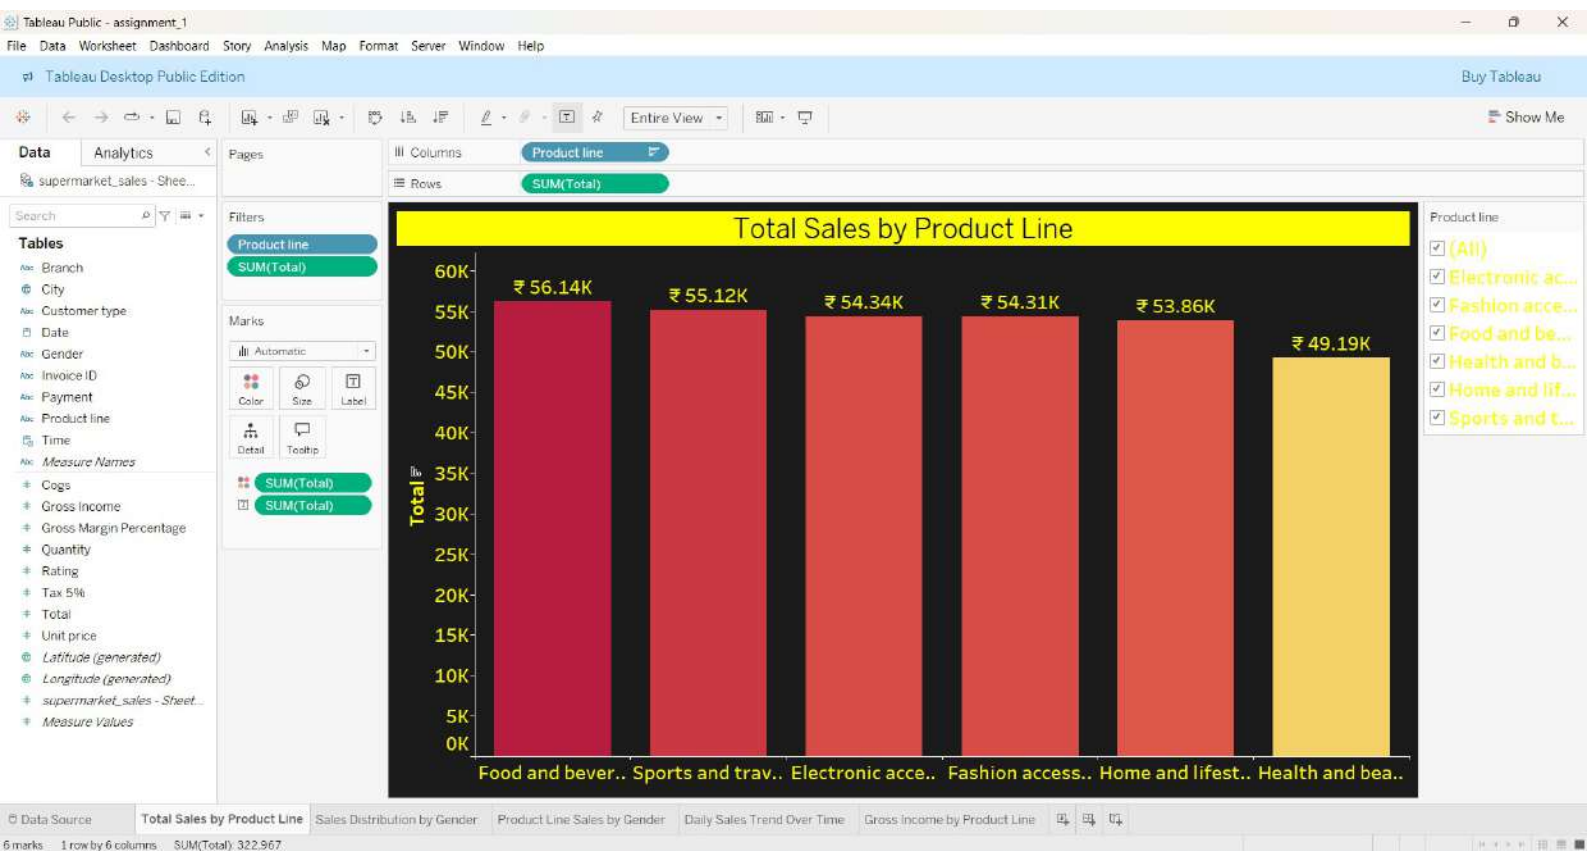 Tableau Public - assignment_1
File Data Worksheet Dashboard Story Analysis Map Format Server Window Help
Tableau Desktop Public Edition
Buy Tableau
Entire View
Show Me
Data Analytics
Pages
Columns
Product line
supermarket_sales - Shee...
Rows
SUM(Total)
Search
Filters
Product line
SUM(Total)
Tables
Abc Branch
City
Abc Customer type
Date
Abc Gender
Abc Invoice ID
Abc Payment
Abc Product line
Time
Abc Measure Names
Cogs
Gross Income
Gross Margin Percentage
Quantity
Rating
Tax 5%
Total
Unit price
Latitude (generated)
Longitude (generated)
supermarket_sales - Sheet...
Measure Values
Marks
Automatic
Color Size Label
Detail Tooltip
SUM(Total)
SUM(Total)
Total Sales by Product Line
60K
55K
50K
45K
40K
35K
30K
25K
20K
15K
10K
5K
0K
Total
₹ 56.14K
₹ 55.12K
₹ 54.34K
₹ 54.31K
₹ 53.86K
₹ 49.19K
Food and bever.. Sports and trav.. Electronic acce.. Fashion access.. Home and lifest.. Health and bea..
Product line
(All)
Electronic ac...
Fashion acce...
Food and be...
Health and b...
Home and lif...
Sports and t...
Data Source Total Sales by Product Line Sales Distribution by Gender Product Line Sales by Gender Daily Sales Trend Over Time Gross Income by Product Line
6 marks 1 row by 6 columns SUM(Total): 322,967